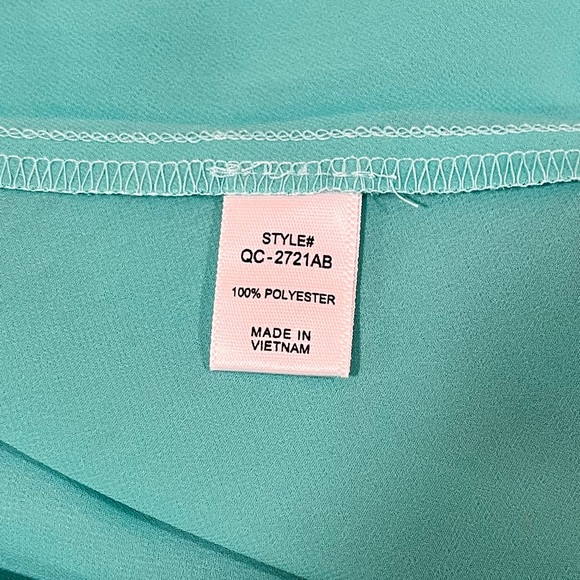 STYLE#
QC-2721AB
100% POLYESTER
MADE IN
VIETNAM